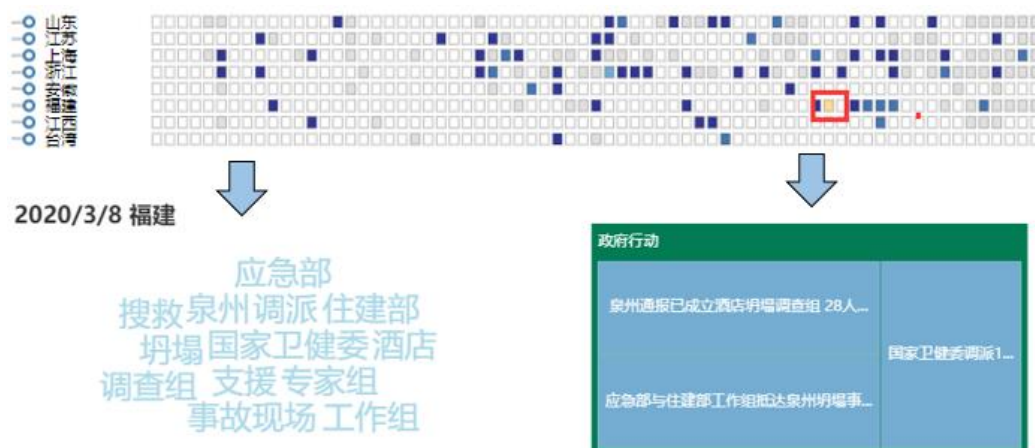 山东
江苏
上海
浙江
安徽
福建
江西
台湾
2020/3/8 福建
应急部
搜救 泉州 调派 住建部
坍塌 国家卫健委 酒店
调查组 支援 专家组
事故现场 工作组
政府行动
泉州通报已成立酒店坍塌调查组 28人...
国家卫健委调派1...
应急部与住建部工作组抵达泉州坍塌事...